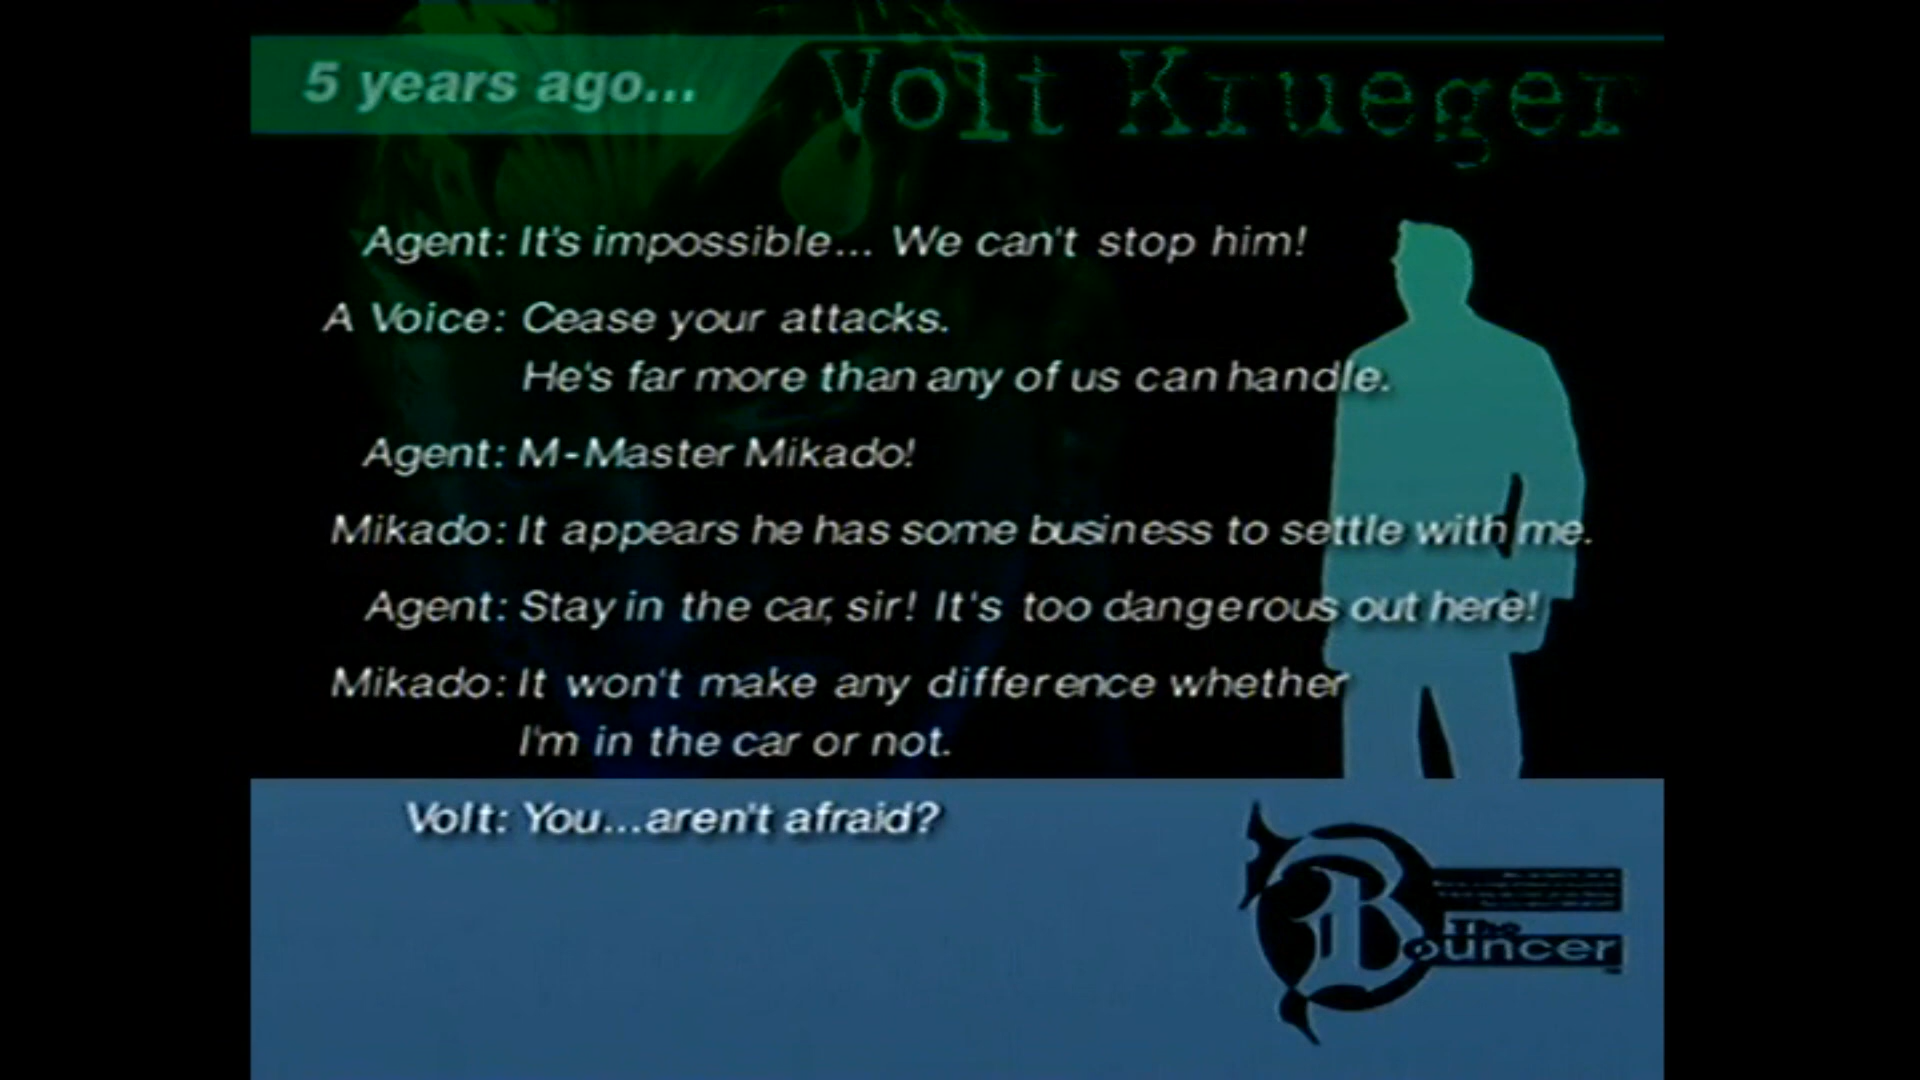 5 years ago...
Volt Krueger
Agent: It's impossible... We can't stop him!
A Voice: Cease your attacks.
He's far more than any of us can handle.
Agent: M-Master Mikado!
Mikado: It appears he has some business to settle with me.
Agent: Stay in the car, sir! It's too dangerous out here!
Mikado: It won't make any difference whether
I'm in the car or not.
Volt: You...aren't afraid?
The
Bouncer